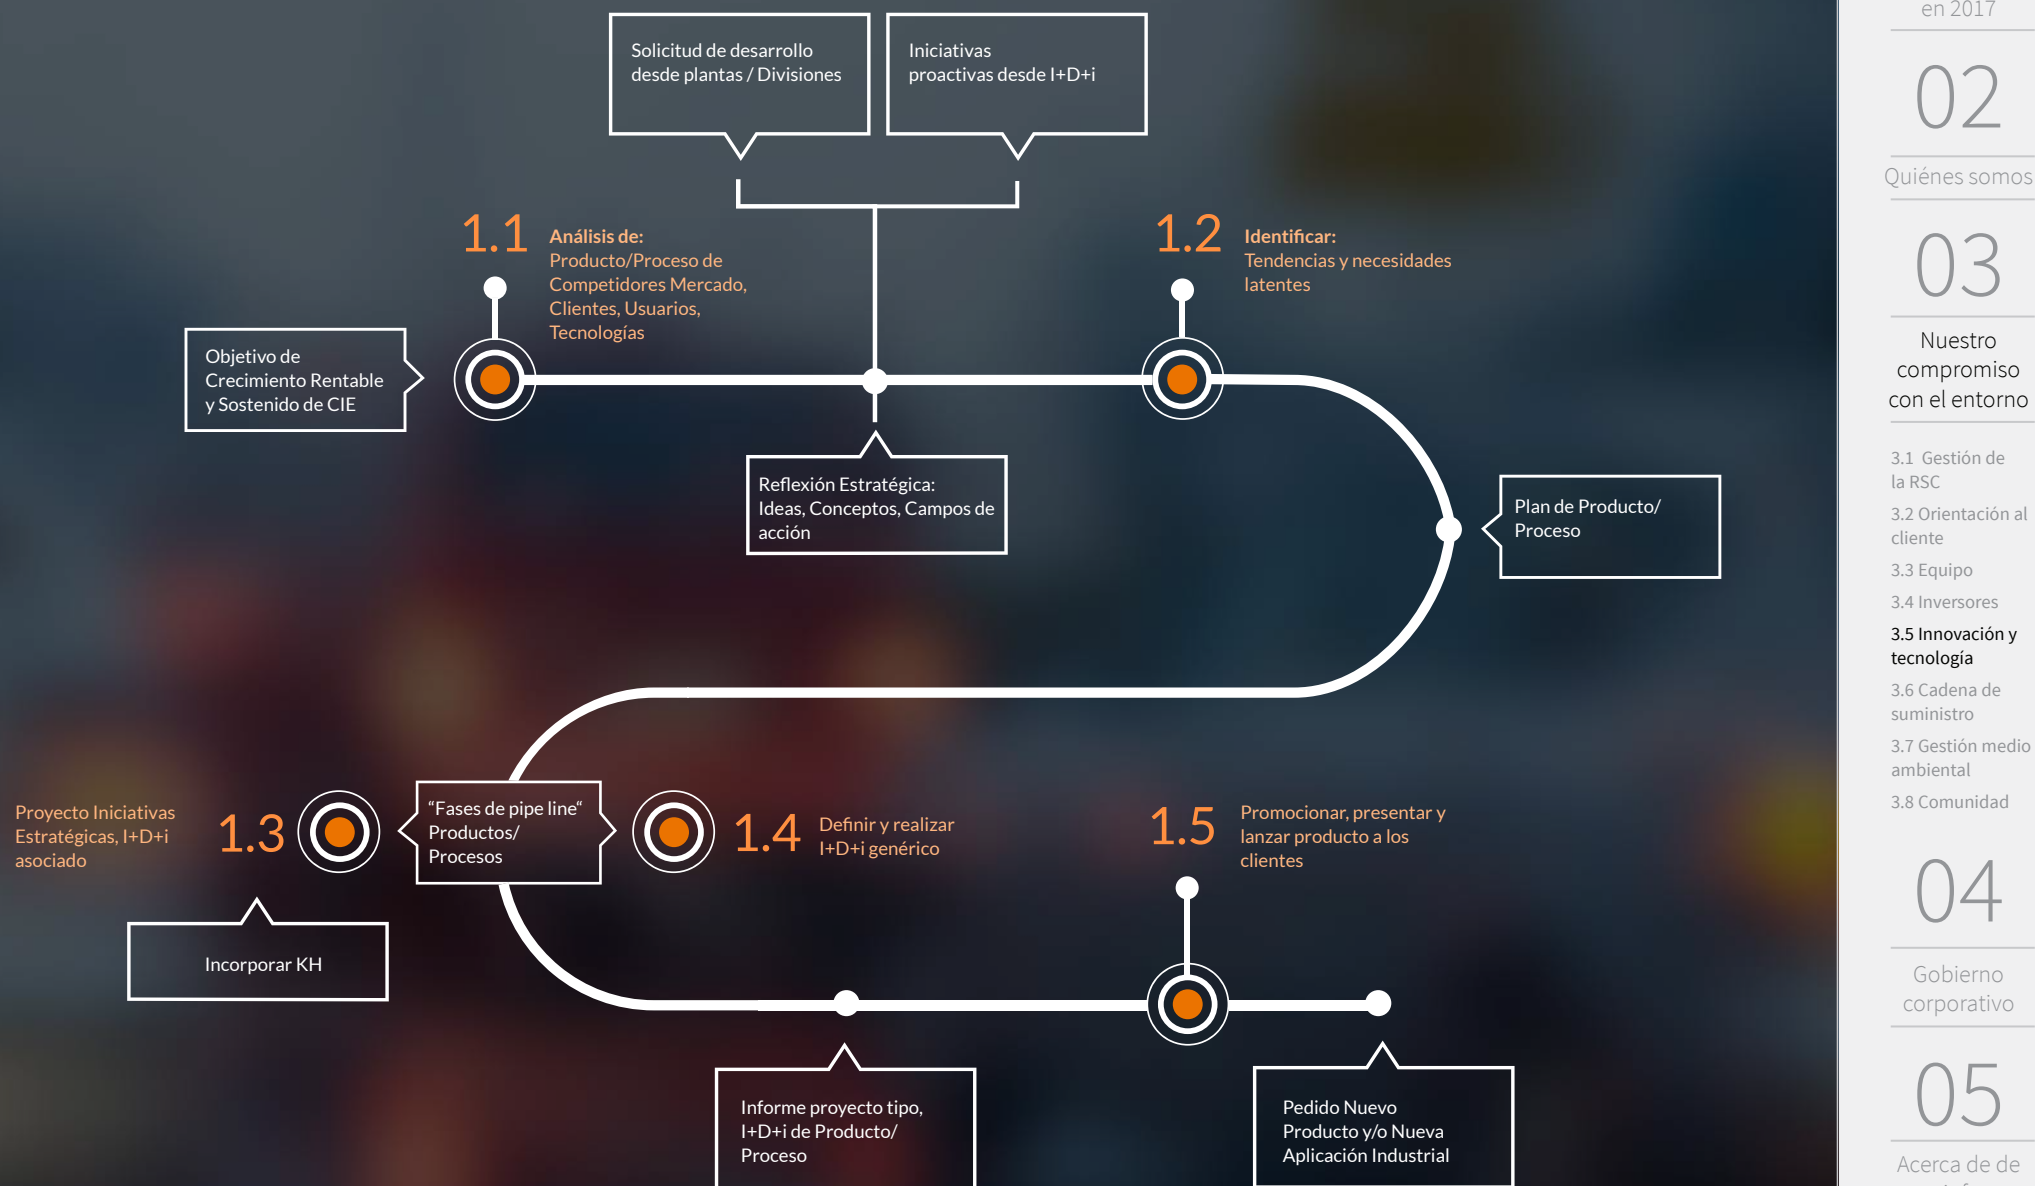 Solicitud de desarrollo
desde plantas / Divisiones
Iniciativas
proactivas desde I+D+i
1.1
Análisis de:
Producto/Proceso de
Competidores Mercado,
Clientes, Usuarios,
Tecnologías
1.2
Identificar:
Tendencias y necesidades
latentes
Objetivo de
Crecimiento Rentable
y Sostenido de CIE
Reflexión Estratégica:
Ideas, Conceptos, Campos de
acción
Plan de Producto/
Proceso
Proyecto Iniciativas
Estratégicas, I+D+i
asociado
1.3
“Fases de pipe line“
Productos/
Procesos
1.4
Definir y realizar
I+D+i genérico
1.5
Promocionar, presentar y
lanzar producto a los
clientes
Incorporar KH
Informe proyecto tipo,
I+D+i de Producto/
Proceso
Pedido Nuevo
Producto y/o Nueva
Aplicación Industrial
en 2017
02
Quiénes somos
03
Nuestro
compromiso
con el entorno
3.1 Gestión de
la RSC
3.2 Orientación al
cliente
3.3 Equipo
3.4 Inversores
3.5 Innovación y
tecnología
3.6 Cadena de
suministro
3.7 Gestión medio
ambiental
3.8 Comunidad
04
Gobierno
corporativo
05
Acerca de de